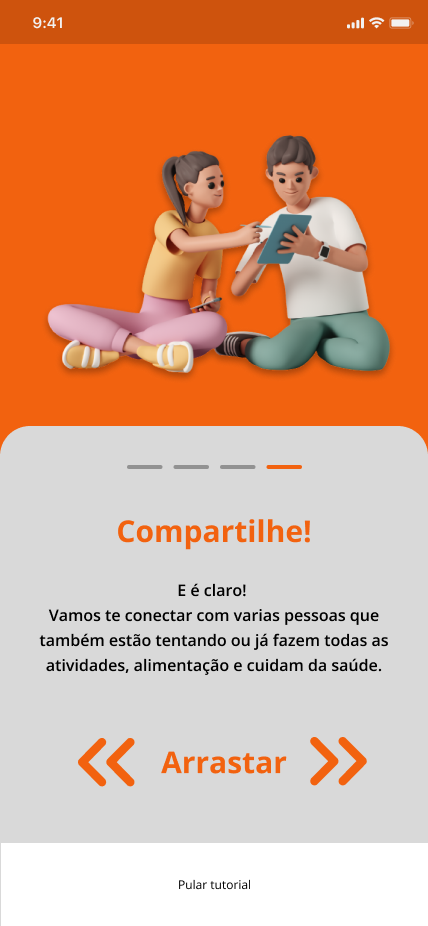 9:41
Compartilhe!
E é claro!
Vamos te conectar com varias pessoas que
também estão tentando ou já fazem todas as
atividades, alimentação e cuidam da saúde.
Arrastar
Pular tutorial